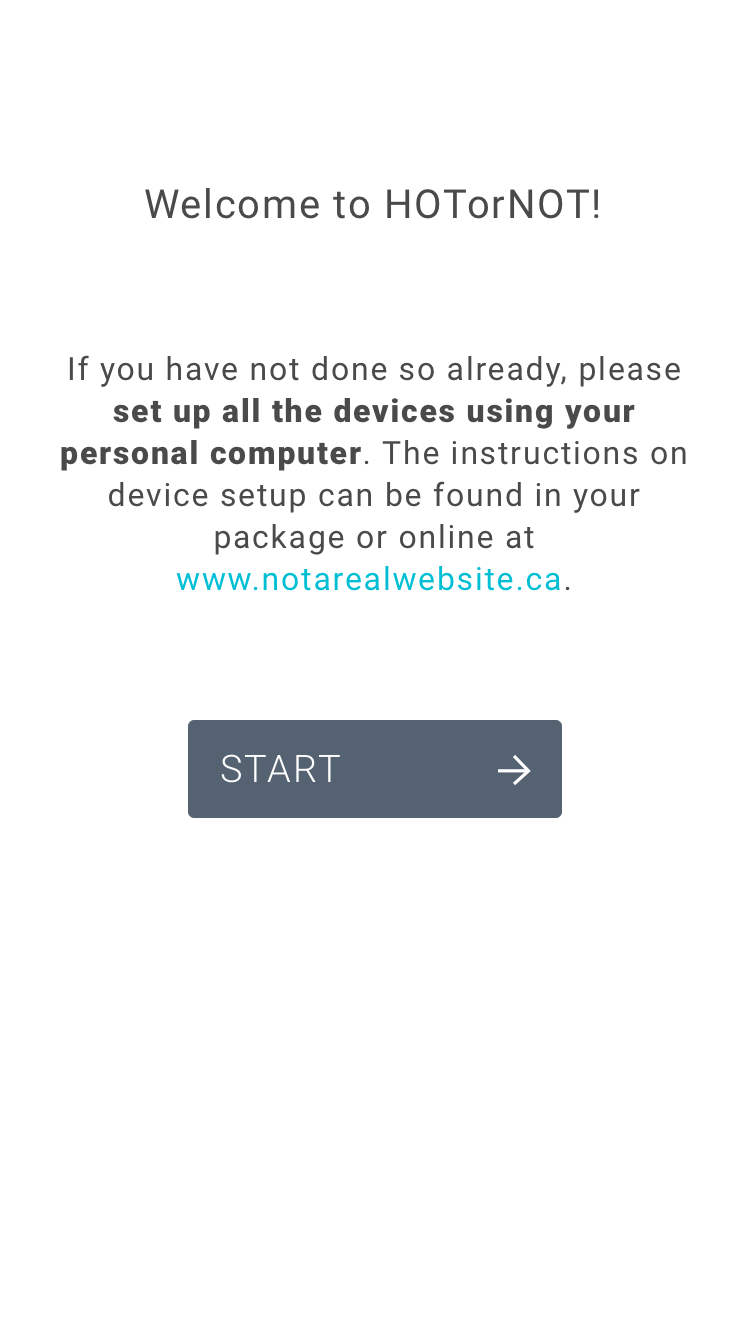 Welcome to HOTorNOT!
If you have not done so already, please
set up all the devices using your
personal computer. The instructions on
device setup can be found in your
package or online at
www.notarealwebsite.ca.
START